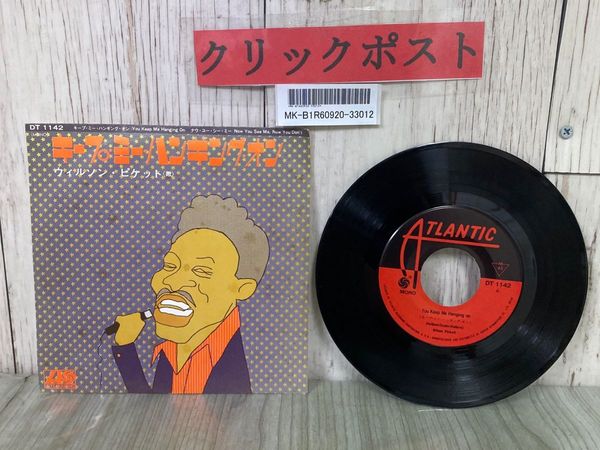 クリックポスト
MK-B1R60920-33012
DT 1142
キープ・ミー・ハンギング・オン/You Keep Me Hanging On
ナウ・ユー・シー・ミー Now You See Me, Now You Don't
キープ・ミー・ハンギング・オン
ウィルソン・ピケット(歌)
ATLANTIC
MONO
DT 1142
You Keep Me Hanging on
Wilson Pickett